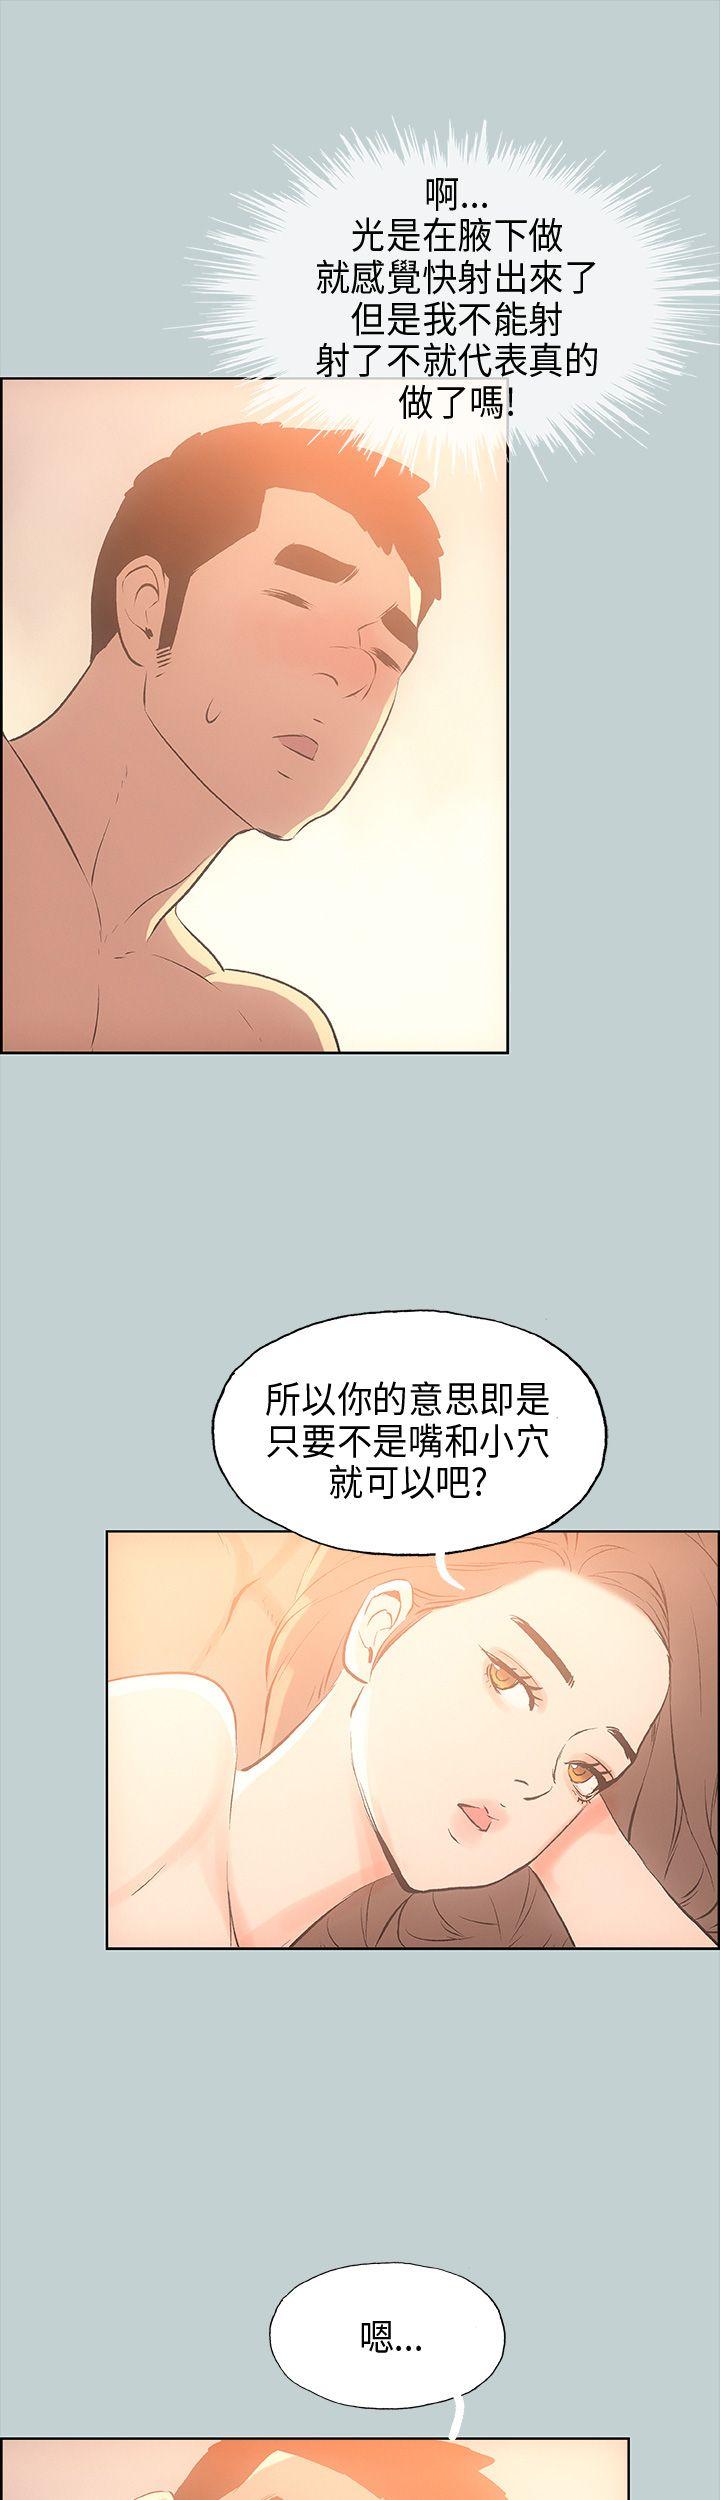 啊...
光是在腋下做
就感覺快射出來了
但是我不能射
射了不就代表真的
做了嗎!
所以你的意思即是
只要不是嘴和小穴
就可以吧?
嗯...